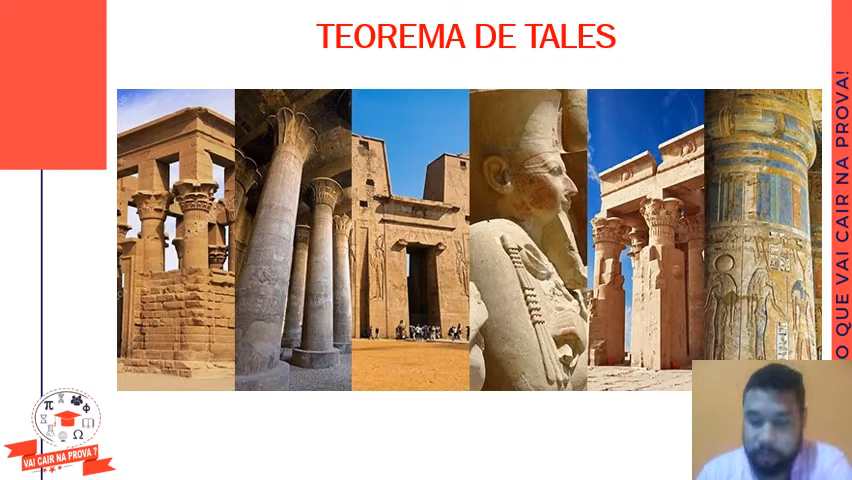 TEOREMA DE TALES
O QUE VAI CAIR NA PROVA!
π
Φ
Ω
VAI CAIR NA PROVA ?